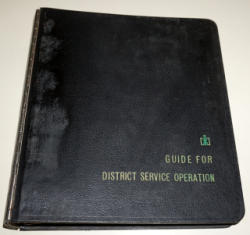 GUIDE FOR
DISTRICT SERVICE OPERATION